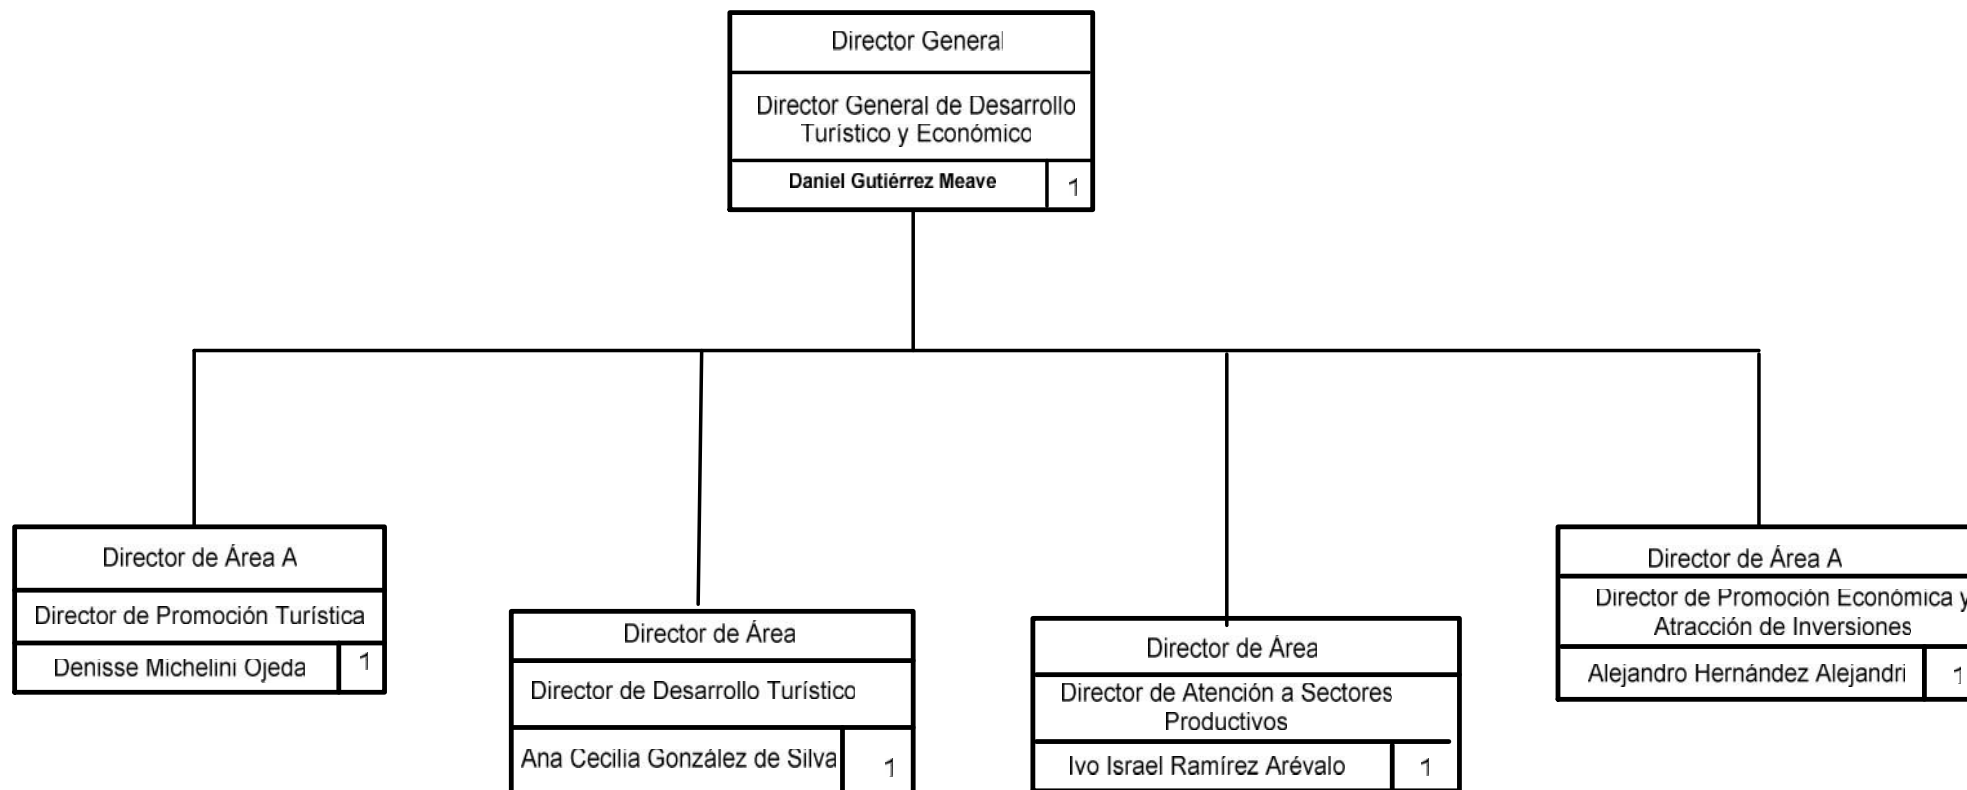 Director General
Director General de Desarrollo
Turístico y Económico
Daniel Gutiérrez Meave
1
Director de Área A
Director de Promoción Turística
Denisse Michelini Ojeda
1
Director de Área
Director de Desarrollo Turístico
Ana Cecilia González de Silva
1
Director de Área
Director de Atención a Sectores
Productivos
Ivo Israel Ramírez Arévalo
1
Director de Área A
Director de Promoción Económica y
Atracción de Inversiones
Alejandro Hernández Alejandri
1